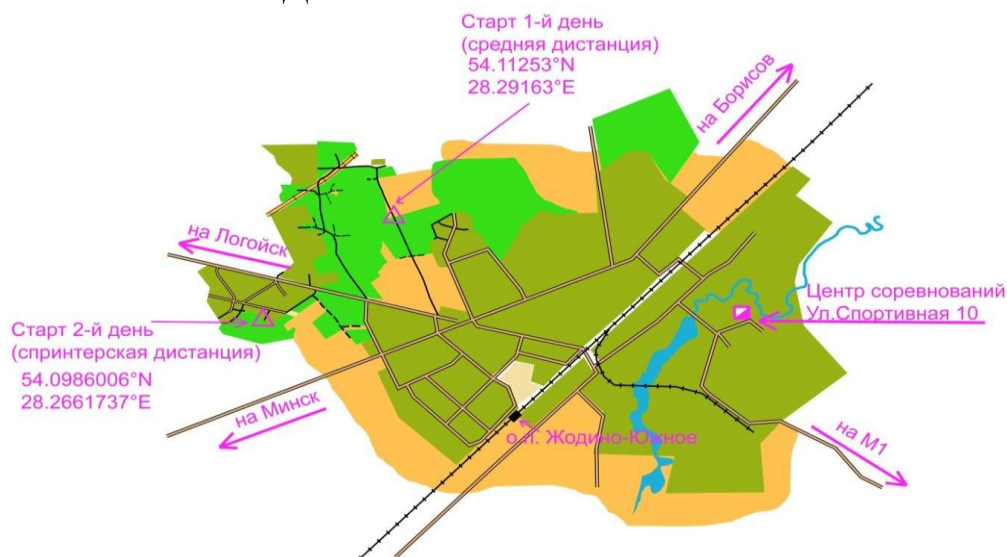 Старт 1-й день
(средняя дистанция)
54.11253°N
28.29163°E
на Борисов
на Логойск
Центр соревнований
Ул.Спортивная 10
Старт 2-й день
(спринтерская дистанция)
54.0986006°N
28.2661737°E
на Минск
о.п. Жодино-Южное
на М1